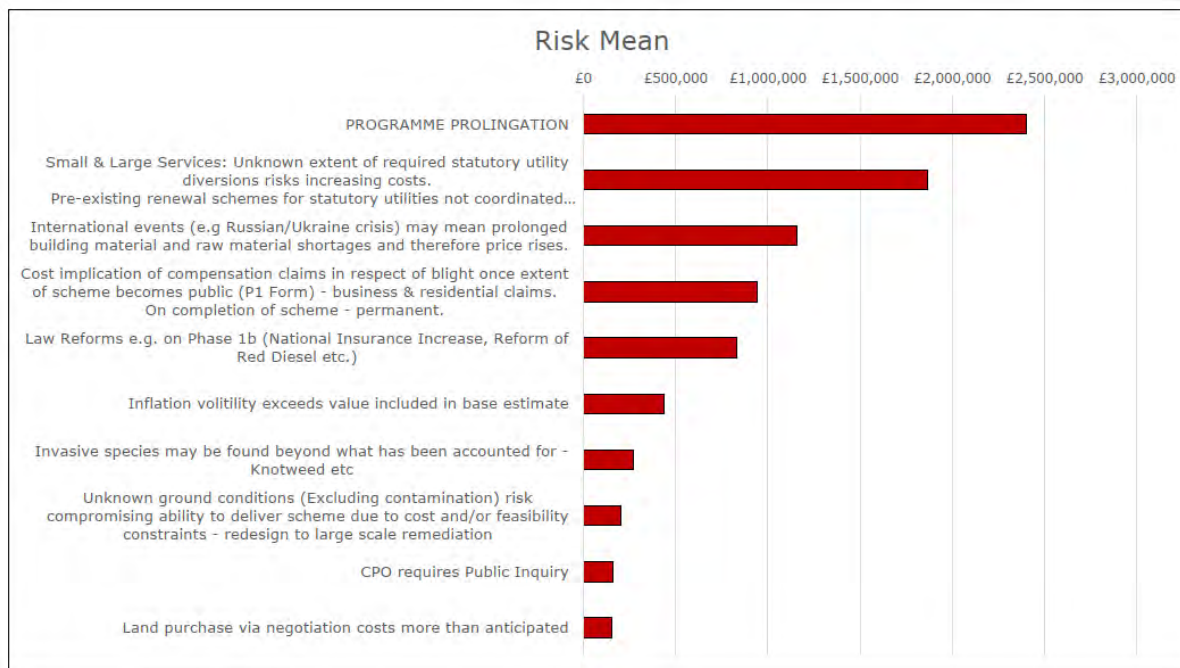 Risk Mean
£0 £500,000 £1,000,000 £1,500,000 £2,000,000 £2,500,000 £3,000,000
PROGRAMME PROLINGATION
Small & Large Services: Unknown extent of required statutory utility
diversions risks increasing costs.
Pre-existing renewal schemes for statutory utilities not coordinated...
International events (e.g Russian/Ukraine crisis) may mean prolonged
building material and raw material shortages and therefore price rises.
Cost implication of compensation claims in respect of blight once extent
of scheme becomes public (P1 Form) - business & residential claims.
On completion of scheme - permanent.
Law Reforms e.g. on Phase 1b (National Insurance Increase, Reform of
Red Diesel etc.)
Inflation volitility exceeds value included in base estimate
Invasive species may be found beyond what has been accounted for -
Knotweed etc
Unknown ground conditions (Excluding contamination) risk
compromising ability to deliver scheme due to cost and/or feasibility
constraints - redesign to large scale remediation
CPO requires Public Inquiry
Land purchase via negotiation costs more than anticipated